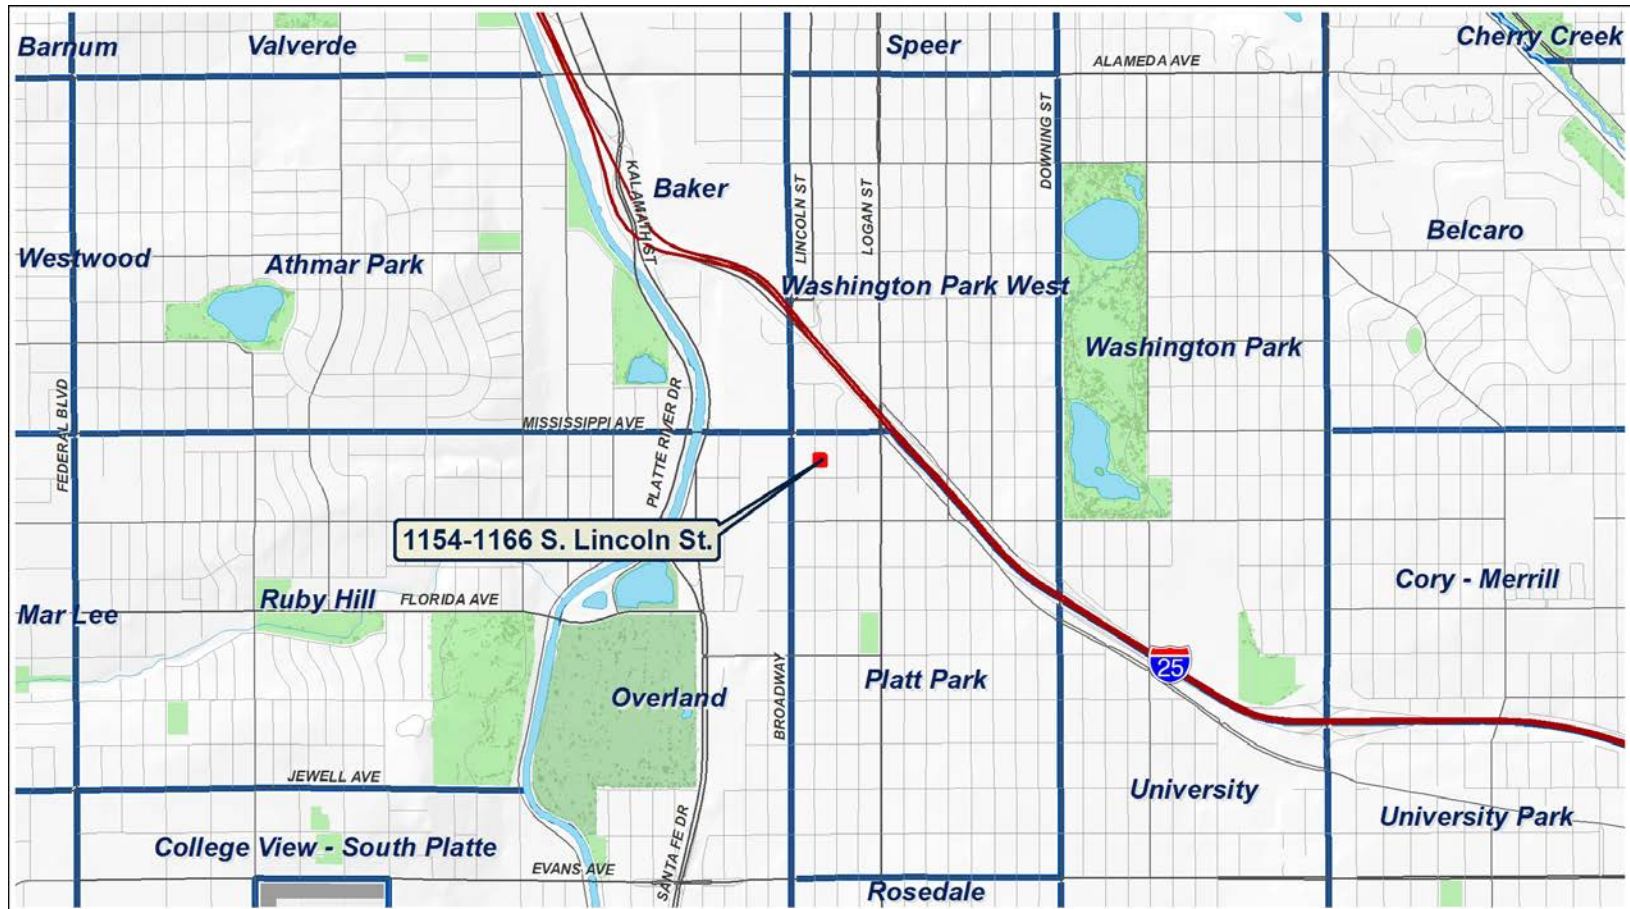 Barnum
Valverde
Speer
Cherry Creek
ALAMEDA AVE
DOWNING ST
KALAMATH ST
Baker
LINCOLN ST
LOGAN ST
Belcaro
Westwood
Athmar Park
Washington Park West
Washington Park
FEDERAL BLVD
MISSISSIPPI AVE
PLATTE RIVER DR
1154-1166 S. Lincoln St.
Cory - Merrill
Mar Lee
Ruby Hill
FLORIDA AVE
25
Overland
BROADWAY
Platt Park
JEWELL AVE
University
University Park
College View - South Platte
EVANS AVE
SANTA FE DR
Rosedale